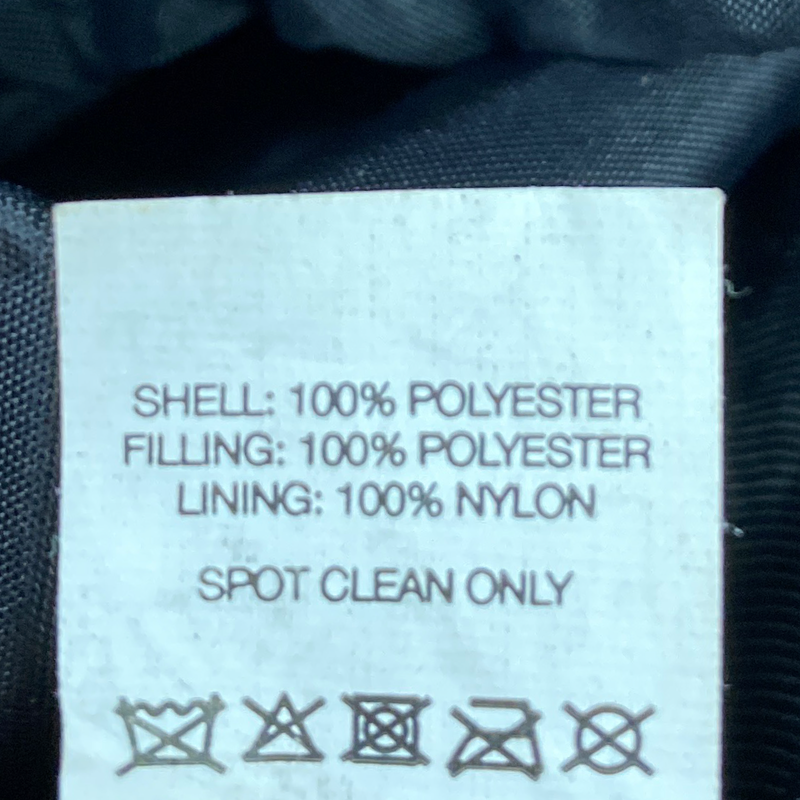 SHELL: 100% POLYESTER
FILLING: 100% POLYESTER
LINING: 100% NYLON
SPOT CLEAN ONLY